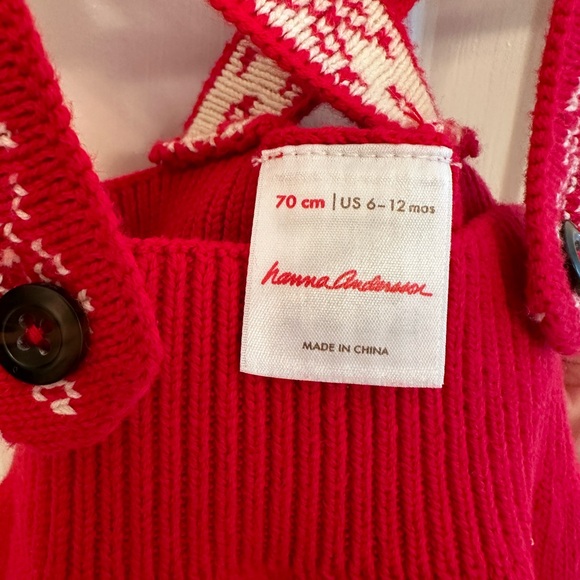 70 cm | US 6-12 mos
hanna andersson
MADE IN CHINA